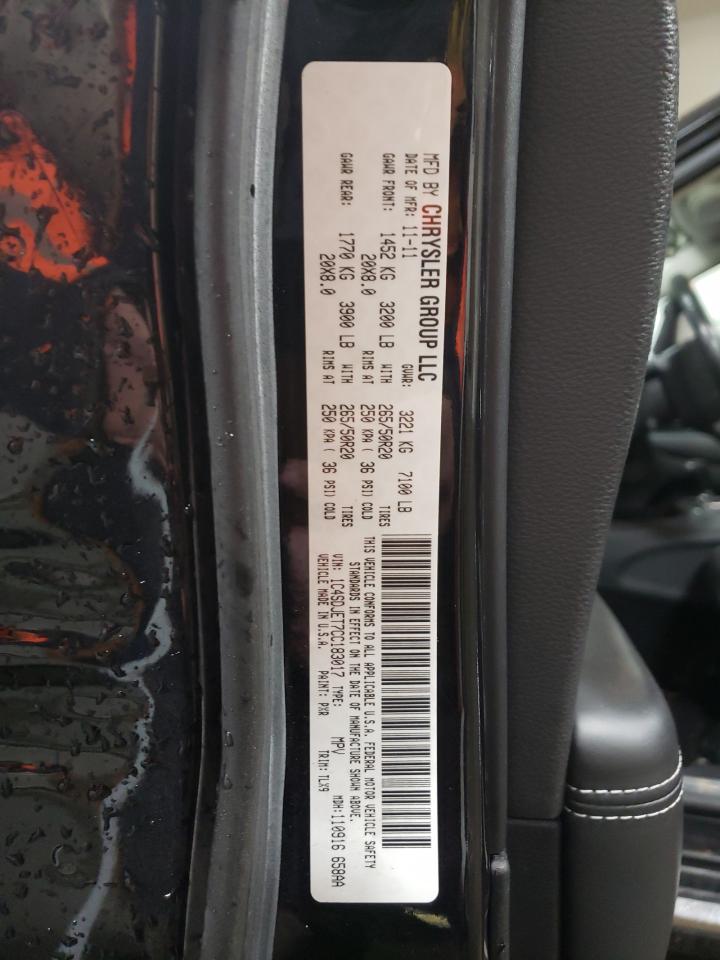 MFD BY CHRYSLER GROUP LLC
DATE OF MFR: 11-11 GVWR: 3221 KG 7100 LB
GAWR FRONT: 1452 KG 3200 LB WITH 265/50R20 TIRES
20X8.0 RIMS AT 250 KPA ( 36 PSI) COLD
GAWR REAR: 1770 KG 3900 LB WITH 265/50R20 TIRES
20X8.0 RIMS AT 250 KPA ( 36 PSI) COLD
THIS VEHICLE CONFORMS TO ALL APPLICABLE U.S.A. FEDERAL MOTOR VEHICLE SAFETY
STANDARDS IN EFFECT ON THE DATE OF MANUFACTURE SHOWN ABOVE.
VIN: 1C4SDJET7CC183017 TYPE: MPV MDH:110916 658AA
VEHICLE MADE IN U.S.A. PAINT: PXR TRIM: TLX9